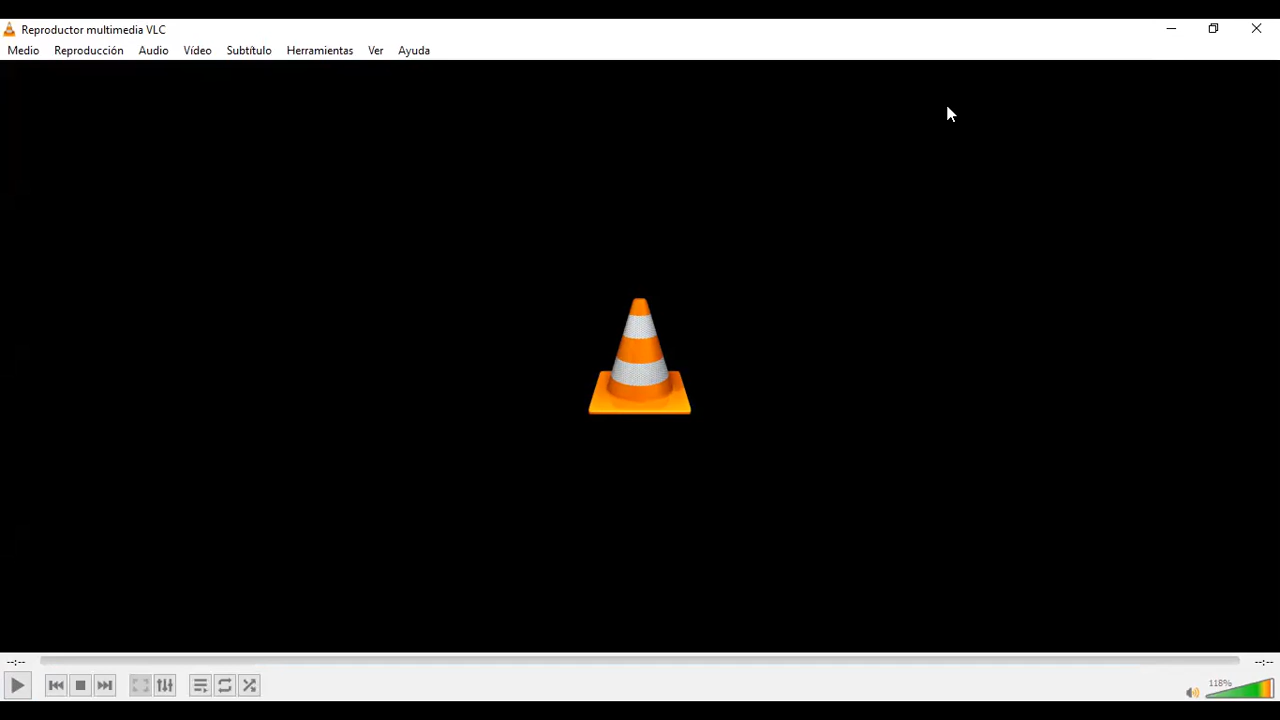 Reproductor multimedia VLC
Medio Reproducción Audio Vídeo Subtítulo Herramientas Ver Ayuda
--:-- --:--
118%